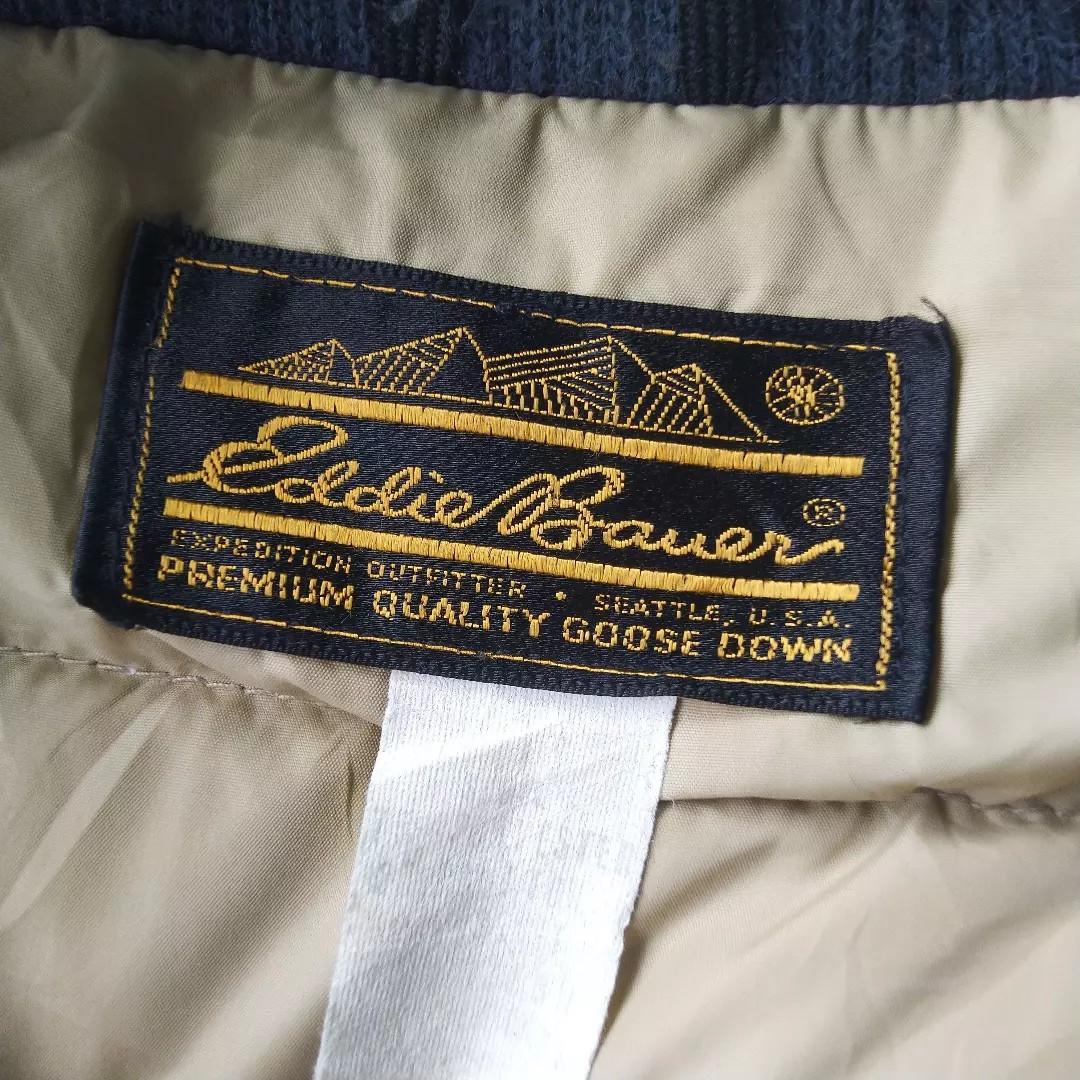 Eddie Bauer ®
EXPEDITION OUTFITTER • SEATTLE, U.S.A.
PREMIUM QUALITY GOOSE DOWN